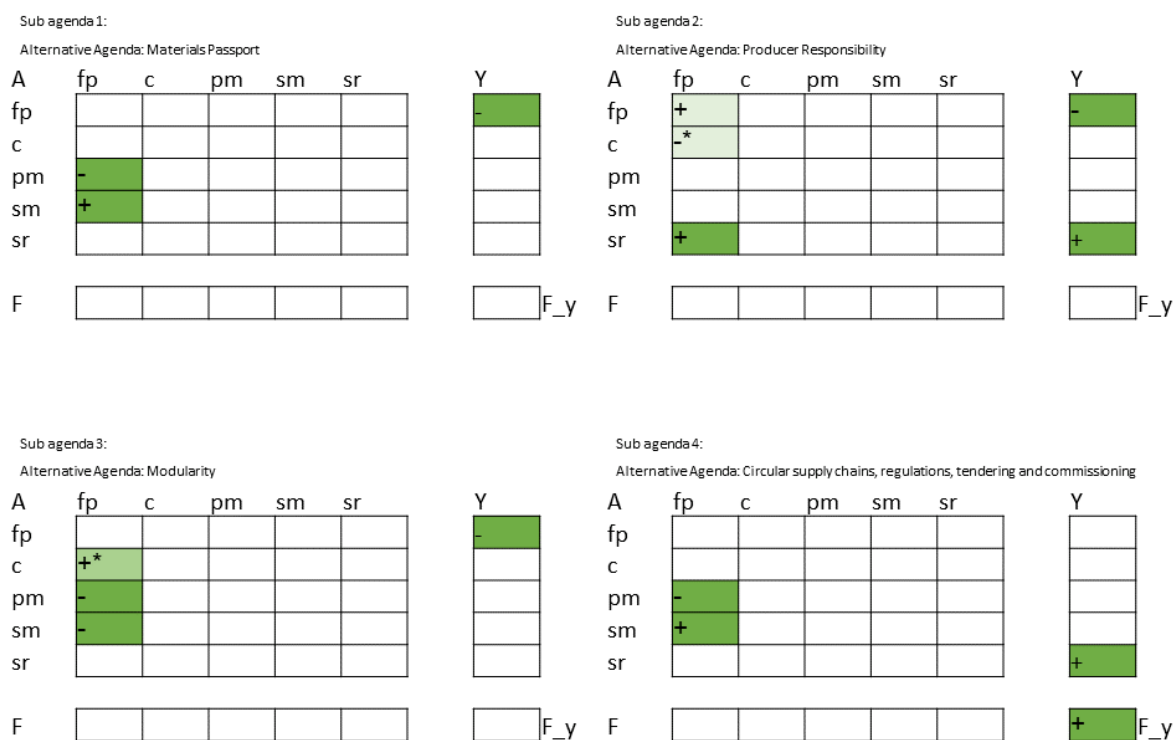 Sub agenda 1:
Alternative Agenda: Materials Passport
A fp c pm sm sr Y
fp -
c
pm -
sm +
sr
F F_y
Sub agenda 2:
Alternative Agenda: Producer Responsibility
A fp c pm sm sr Y
fp + -
c -*
pm
sm
sr + +
F F_y
Sub agenda 3:
Alternative Agenda: Modularity
A fp c pm sm sr Y
fp -
c +*
pm -
sm -
sr
F F_y
Sub agenda 4:
Alternative Agenda: Circular supply chains, regulations, tendering and commissioning
A fp c pm sm sr Y
fp
c
pm -
sm +
sr +
F + F_y